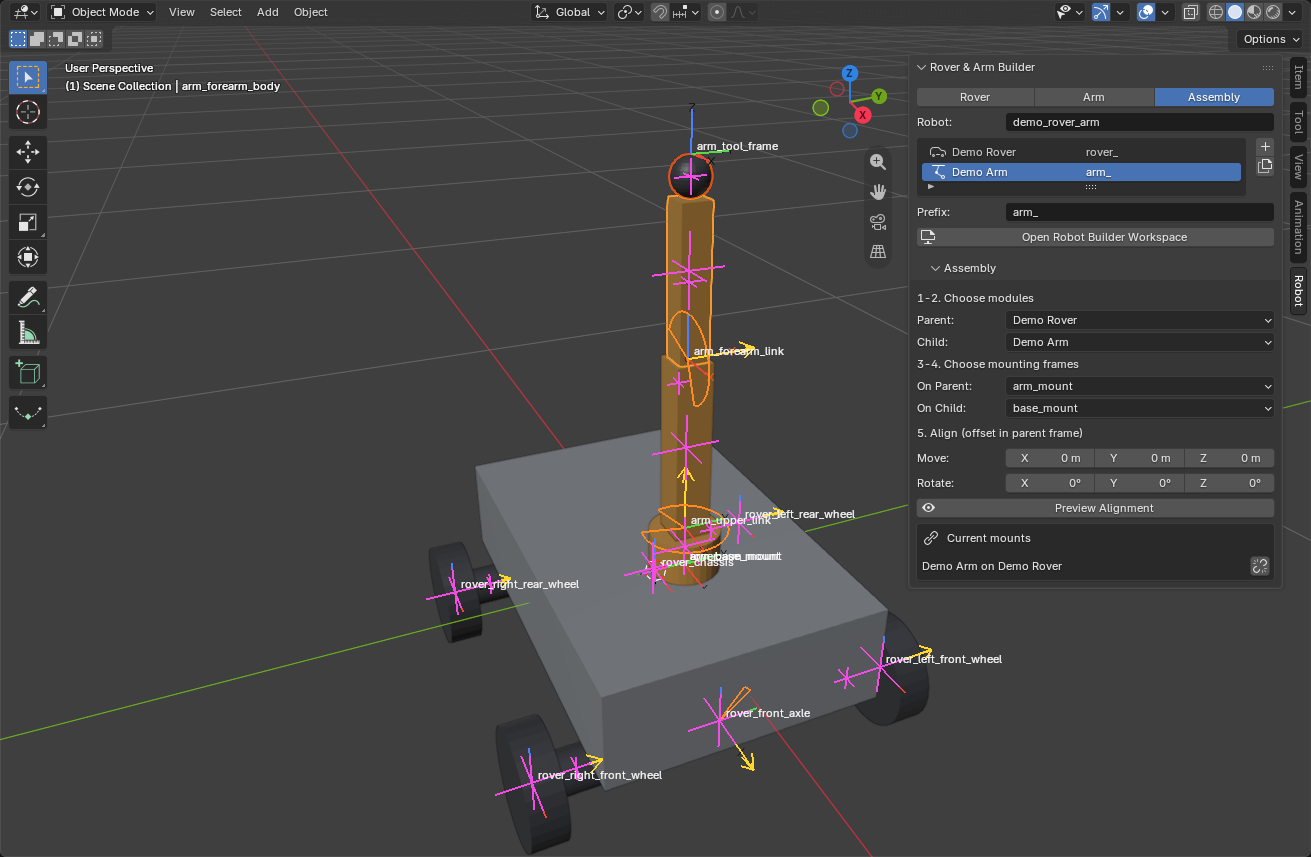 Object Mode View Select Add Object Global
Options
User Perspective
(1) Scene Collection | arm_forearm_body
Z
Y
X
Z
arm_tool_frame
arm_forearm_link
rover_left_rear_wheel
arm_upper_link
rover_chassis
rover_right_rear_wheel
rover_left_front_wheel
rover_front_axle
rover_right_front_wheel
Rover & Arm Builder
Rover Arm Assembly
Robot: demo_rover_arm
Demo Rover rover_
Demo Arm arm_
Prefix: arm_
Open Robot Builder Workspace
Assembly
1-2. Choose modules
Parent: Demo Rover
Child: Demo Arm
3-4. Choose mounting frames
On Parent: arm_mount
On Child: base_mount
5. Align (offset in parent frame)
Move: X 0 m Y 0 m Z 0 m
Rotate: X 0° Y 0° Z 0°
Preview Alignment
Current mounts
Demo Arm on Demo Rover
Item
Tool
View
Animation
Robot